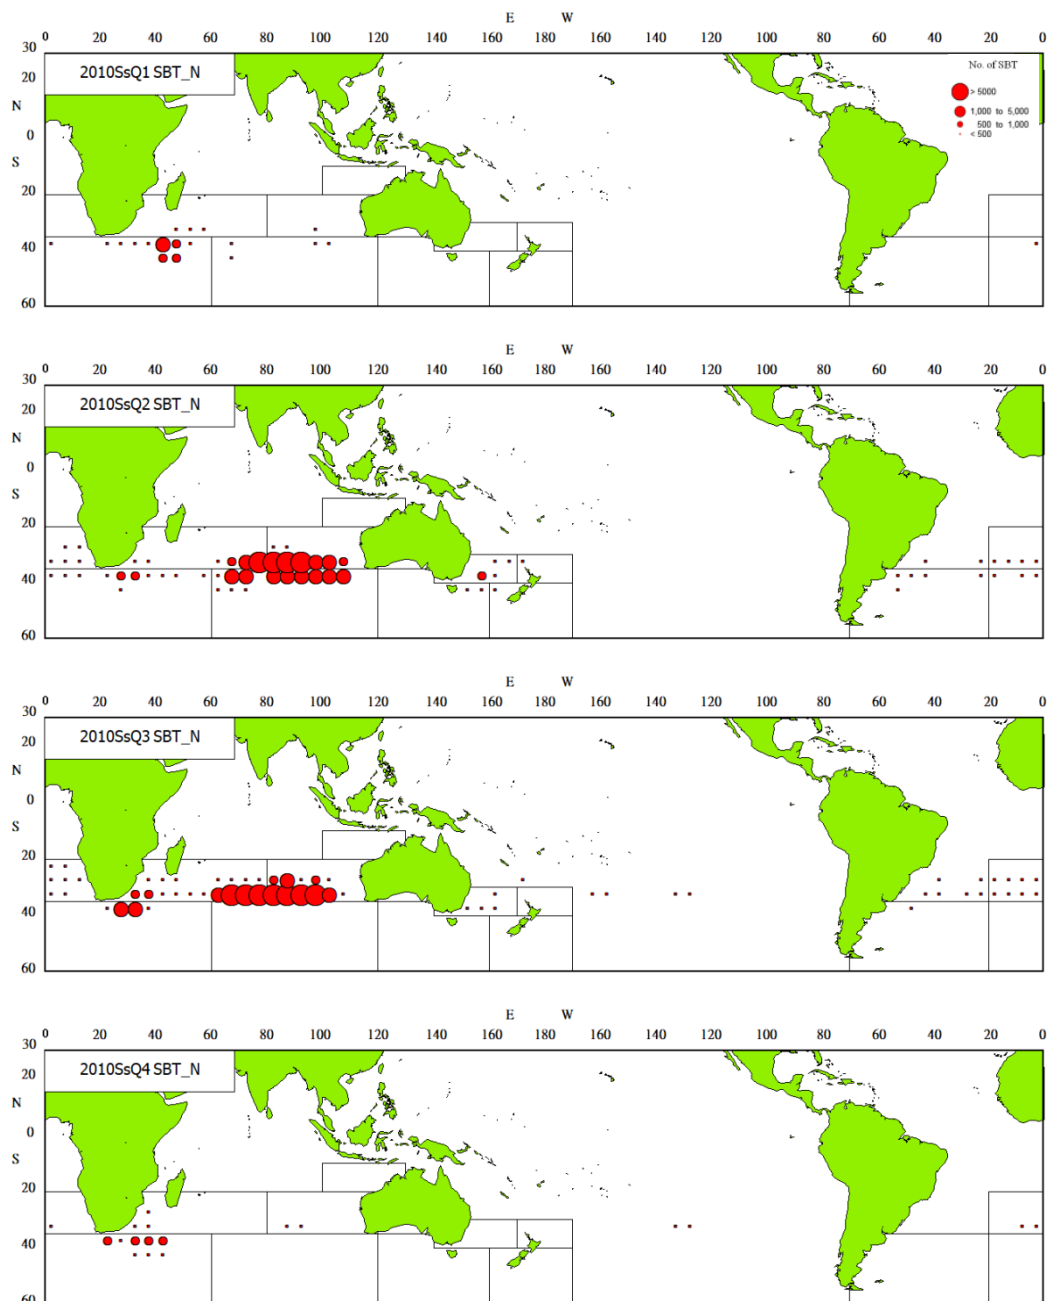 E W
0 20 40 60 80 100 120 140 160 180 160 140 120 100 80 60 40 20 0
30
20
N
0
S
20
40
60
2010SsQ1 SBT_N
No. of SBT
> 5000
1,000 to 5,000
500 to 1,000
< 500
E W
0 20 40 60 80 100 120 140 160 180 160 140 120 100 80 60 40 20 0
30
20
N
0
S
20
40
60
2010SsQ2 SBT_N
E W
0 20 40 60 80 100 120 140 160 180 160 140 120 100 80 60 40 20 0
30
20
N
0
S
20
40
60
2010SsQ3 SBT_N
E W
0 20 40 60 80 100 120 140 160 180 160 140 120 100 80 60 40 20 0
30
20
N
0
S
20
40
60
2010SsQ4 SBT_N